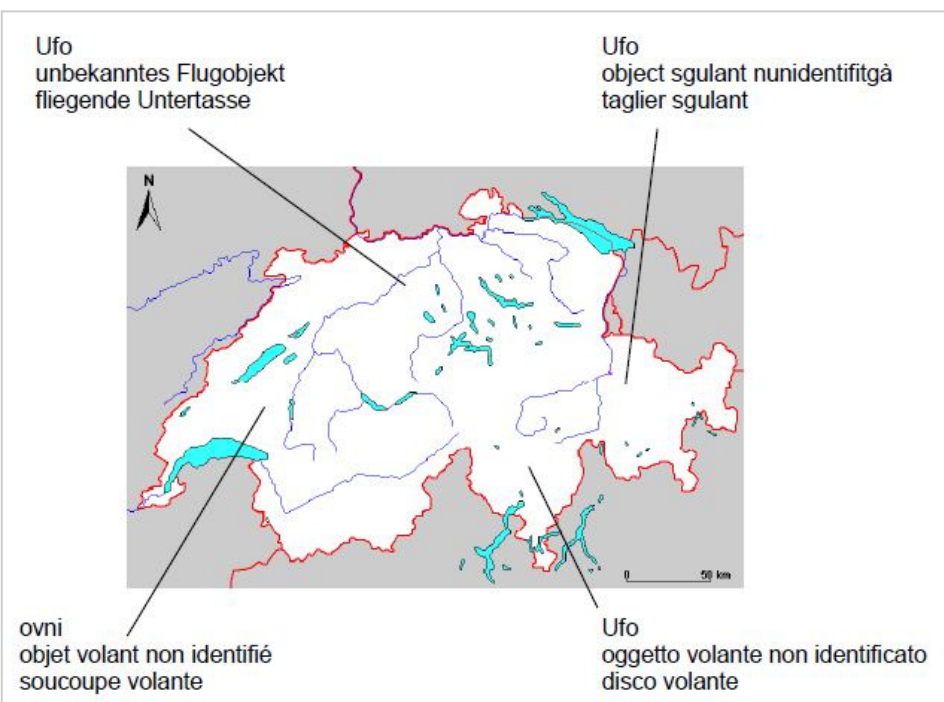 Ufo
unbekanntes Flugobjekt
fliegende Untertasse
Ufo
object sgulant nunidentifitgà
taglier sgulant
N
0 50 km
ovni
objet volant non identifié
soucoupe volante
Ufo
oggetto volante non identificato
disco volante